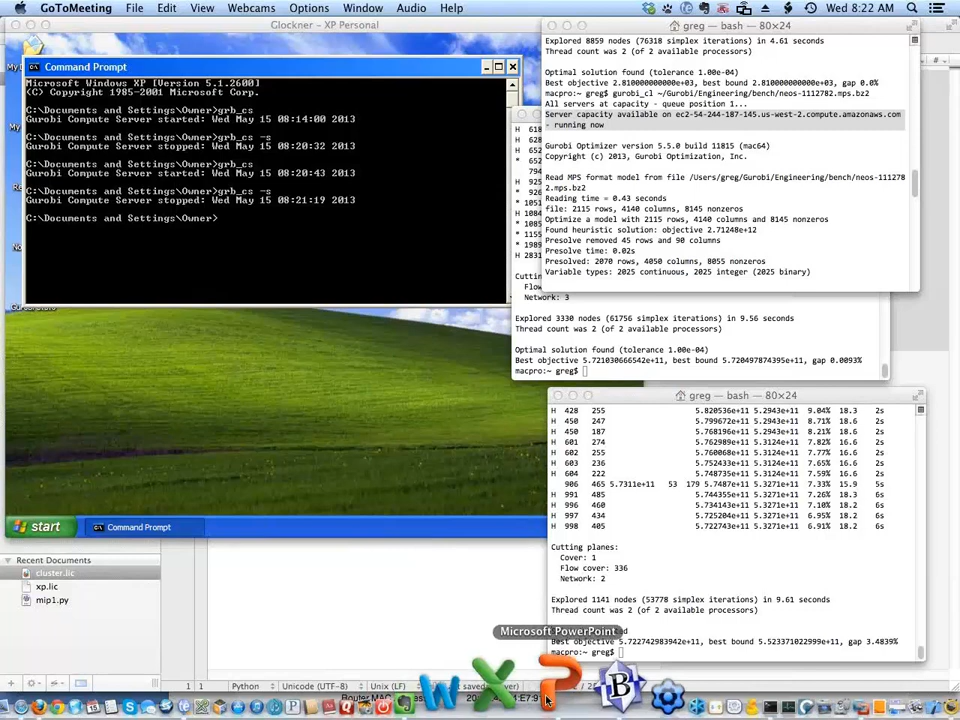 GoToMeeting File Edit View Webcams Window Audio Help
Wed May 8:22 AM
Glockner - XP Personal
Command Prompt
Microsoft Windows XP [Version 5.1.2600]
(C) Copyright 1985-2001 Microsoft Corp.
C:\Documents and Settings\Owner>grb_cs
Gurobi Compute Server started: Wed May 15 08:14:00 2013
C:\Documents and Settings\Owner>grb_cs -s
Gurobi Compute Server stopped: Wed May 15 08:20:32 2013
C:\Documents and Settings\Owner>grb_cs
Gurobi Compute Server started: Wed May 15 08:20:43 2013
C:\Documents and Settings\Owner>grb_cs -s
Gurobi Compute Server stopped: Wed May 15 08:21:19 2013
C:\Documents and Settings\Owner>
start
Command Prompt
greg — bash — 80×24
Explored 8859 nodes (76318 simplex iterations) in 4.61 seconds
Thread count was 2 (of 2 available processors)
Optimal solution found (tolerance 1.00e-04)
Best objective 2.810000000000e+03, best bound 2.810000000000e+03, gap 0.0%
macpro:~ greg$ gurobi_cl ~/Gurobi/Engineering/bench/neos-1112782.mps.bz2
All servers at capacity - queue position 1...
Server capacity available on ec2-54-244-187-145.us-west-2.compute.amazonaws.com
- running now
Gurobi Optimizer version 5.5.0 build 11815 (mac64)
Copyright (c) 2013, Gurobi Optimization, Inc.
Read MPS format model from file /Users/greg/Gurobi/Engineering/bench/neos-111278
2.mps.bz2
Reading time = 0.43 seconds
file: 2115 rows, 4140 columns, 8145 nonzeros
Optimize a model with 2115 rows, 4140 columns and 8145 nonzeros
Found heuristic solution: objective 2.71248e+12
Presolve removed 45 rows and 90 columns
Presolve time: 0.02s
Presolved: 2070 rows, 4050 columns, 8055 nonzeros
Variable types: 2025 continuous, 2025 integer (2025 binary)
H 618
H 628
H 652
794
H 925
* 926
* 1051
H 1084
* 1155
* 1989
H 2831
Cutting
Flow
Network: 3
Explored 3330 nodes (61756 simplex iterations) in 9.56 seconds
Thread count was 2 (of 2 available processors)
Optimal solution found (tolerance 1.00e-04)
Best objective 5.721030666542e+11, best bound 5.720497874395e+11, gap 0.0093%
macpro:~ greg$
greg — bash — 80×24
H 428 255 5.820536e+11 5.2943e+11 9.04% 18.3 2s
H 450 247 5.799672e+11 5.2943e+11 8.71% 18.6 2s
H 450 187 5.768196e+11 5.2943e+11 8.21% 18.6 2s
H 601 274 5.762989e+11 5.3124e+11 7.82% 16.6 2s
H 602 255 5.760068e+11 5.3124e+11 7.77% 16.6 2s
H 603 236 5.752433e+11 5.3124e+11 7.65% 16.6 2s
H 604 222 5.748735e+11 5.3124e+11 7.59% 16.6 2s
906 465 5.7311e+11 53 179 5.7487e+11 5.3271e+11 7.33% 15.9 5s
H 991 485 5.744355e+11 5.3271e+11 7.26% 18.3 6s
H 996 460 5.734143e+11 5.3271e+11 7.10% 18.2 6s
H 997 434 5.725204e+11 5.3271e+11 6.95% 18.2 6s
H 998 405 5.722743e+11 5.3271e+11 6.91% 18.2 6s
Cutting planes:
Cover: 1
Flow cover: 336
Network: 2
Explored 1141 nodes (53778 simplex iterations) in 9.61 seconds
Thread count was 2 (of 2 available processors)
Best objective 5.722742983942e+11, best bound 5.523371022999e+11, gap 3.4839%
macpro:~ greg$
Recent Documents
cluster.lic
xp.lic
mip1.py
Microsoft PowerPoint
Python Unicode (UTF-8) Unix (LF)